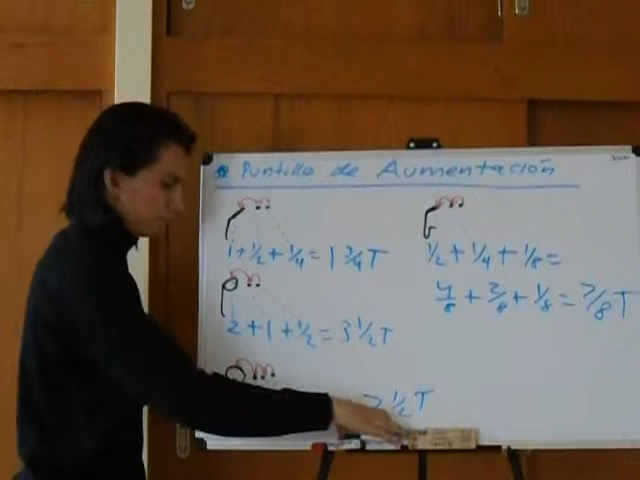 Puntillo de Aumentación
1 + 1/2 + 1/4 = 1 3/4 T
2 + 1 + 1/2 = 3 1/2 T
1/2 T
1/2 + 1/4 + 1/8 =
4/8 + 2/8 + 1/8 = 7/8 T